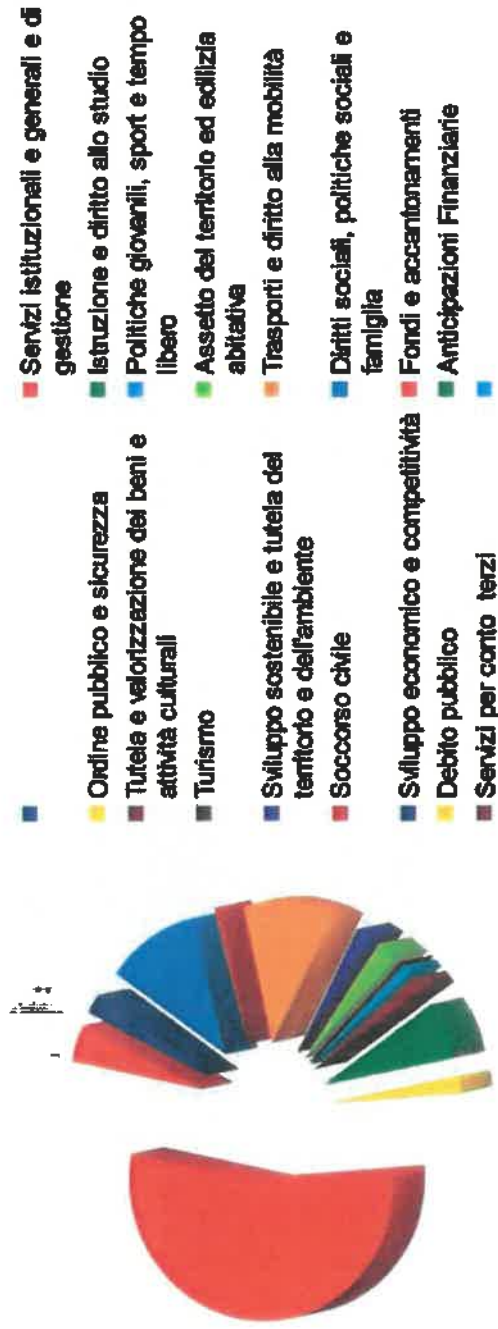 Servizi istituzionali e generali e di
gestione
Ordine pubblico e sicurezza
Istruzione e diritto allo studio
Tutela e valorizzazione dei beni e
attività culturali
Politiche giovanili, sport e tempo
libero
Turismo
Assetto del territorio ed edilizia
abitativa
Sviluppo sostenibile e tutela del
territorio e dell'ambiente
Trasporti e diritto alla mobilità
Soccorso civile
Diritti sociali, politiche sociali e
famiglia
Sviluppo economico e competitività
Fondi e accantonamenti
Debito pubblico
Anticipazioni Finanziarie
Servizi per conto terzi